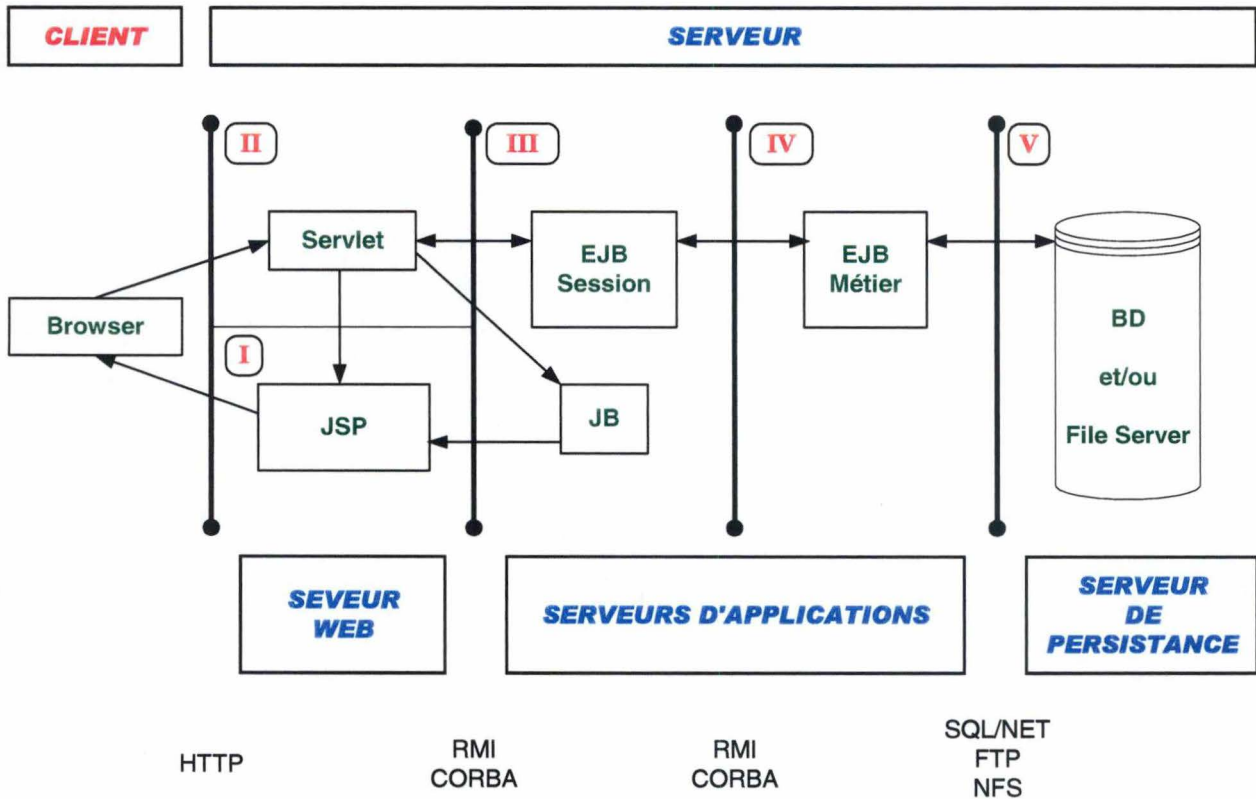 CLIENT
SERVEUR
II
III
IV
V
Servlet
EJB
Session
EJB
Métier
Browser
BD
et/ou
File Server
I
JSP
JB
SEVEUR
WEB
SERVEURS D'APPLICATIONS
SERVEUR
DE
PERSISTANCE
HTTP
RMI
CORBA
RMI
CORBA
SQL/NET
FTP
NFS